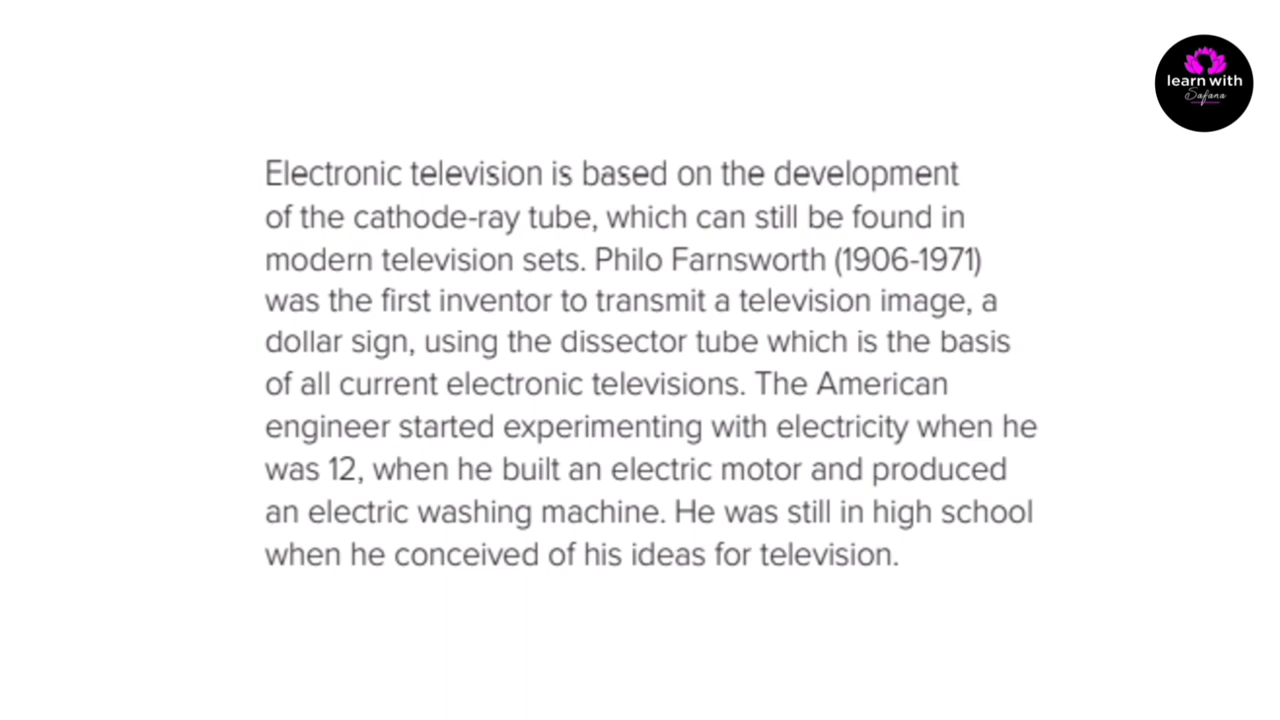 learn with
Safana
Electronic television is based on the development
of the cathode-ray tube, which can still be found in
modern television sets. Philo Farnsworth (1906-1971)
was the first inventor to transmit a television image, a
dollar sign, using the dissector tube which is the basis
of all current electronic televisions. The American
engineer started experimenting with electricity when he
was 12, when he built an electric motor and produced
an electric washing machine. He was still in high school
when he conceived of his ideas for television.